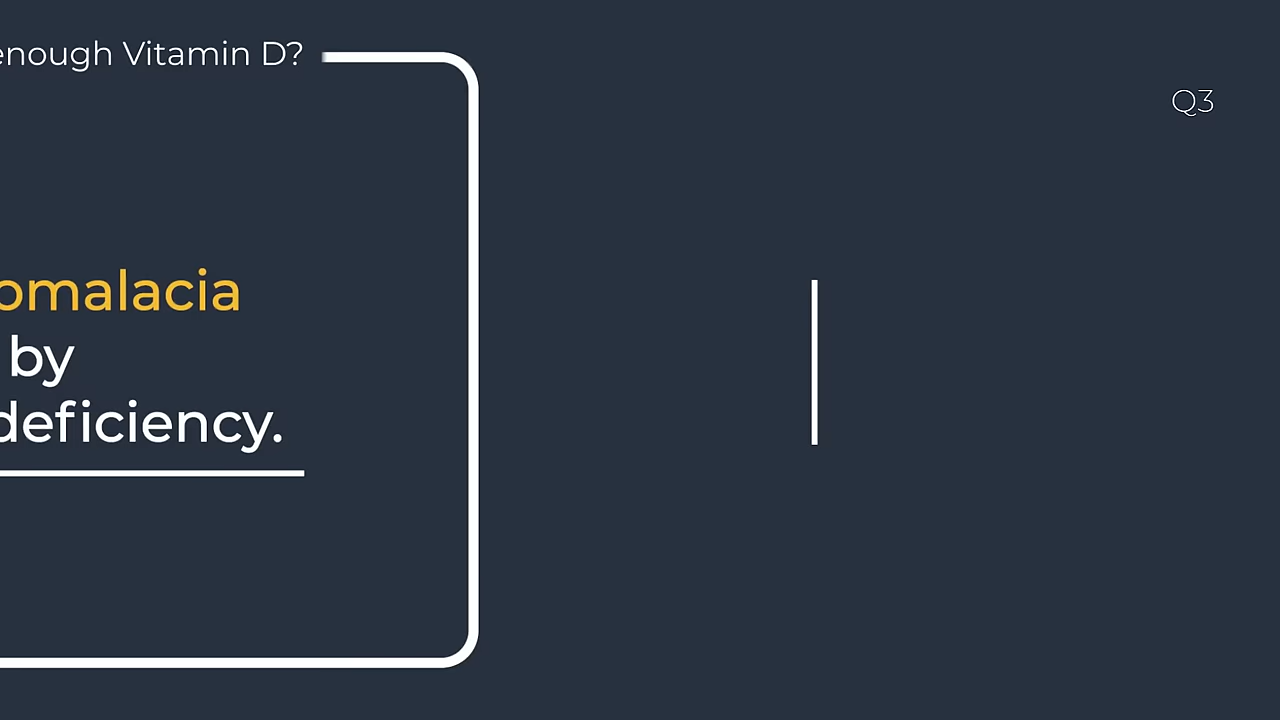 enough Vitamin D?
Q3
omalacia
by
deficiency.